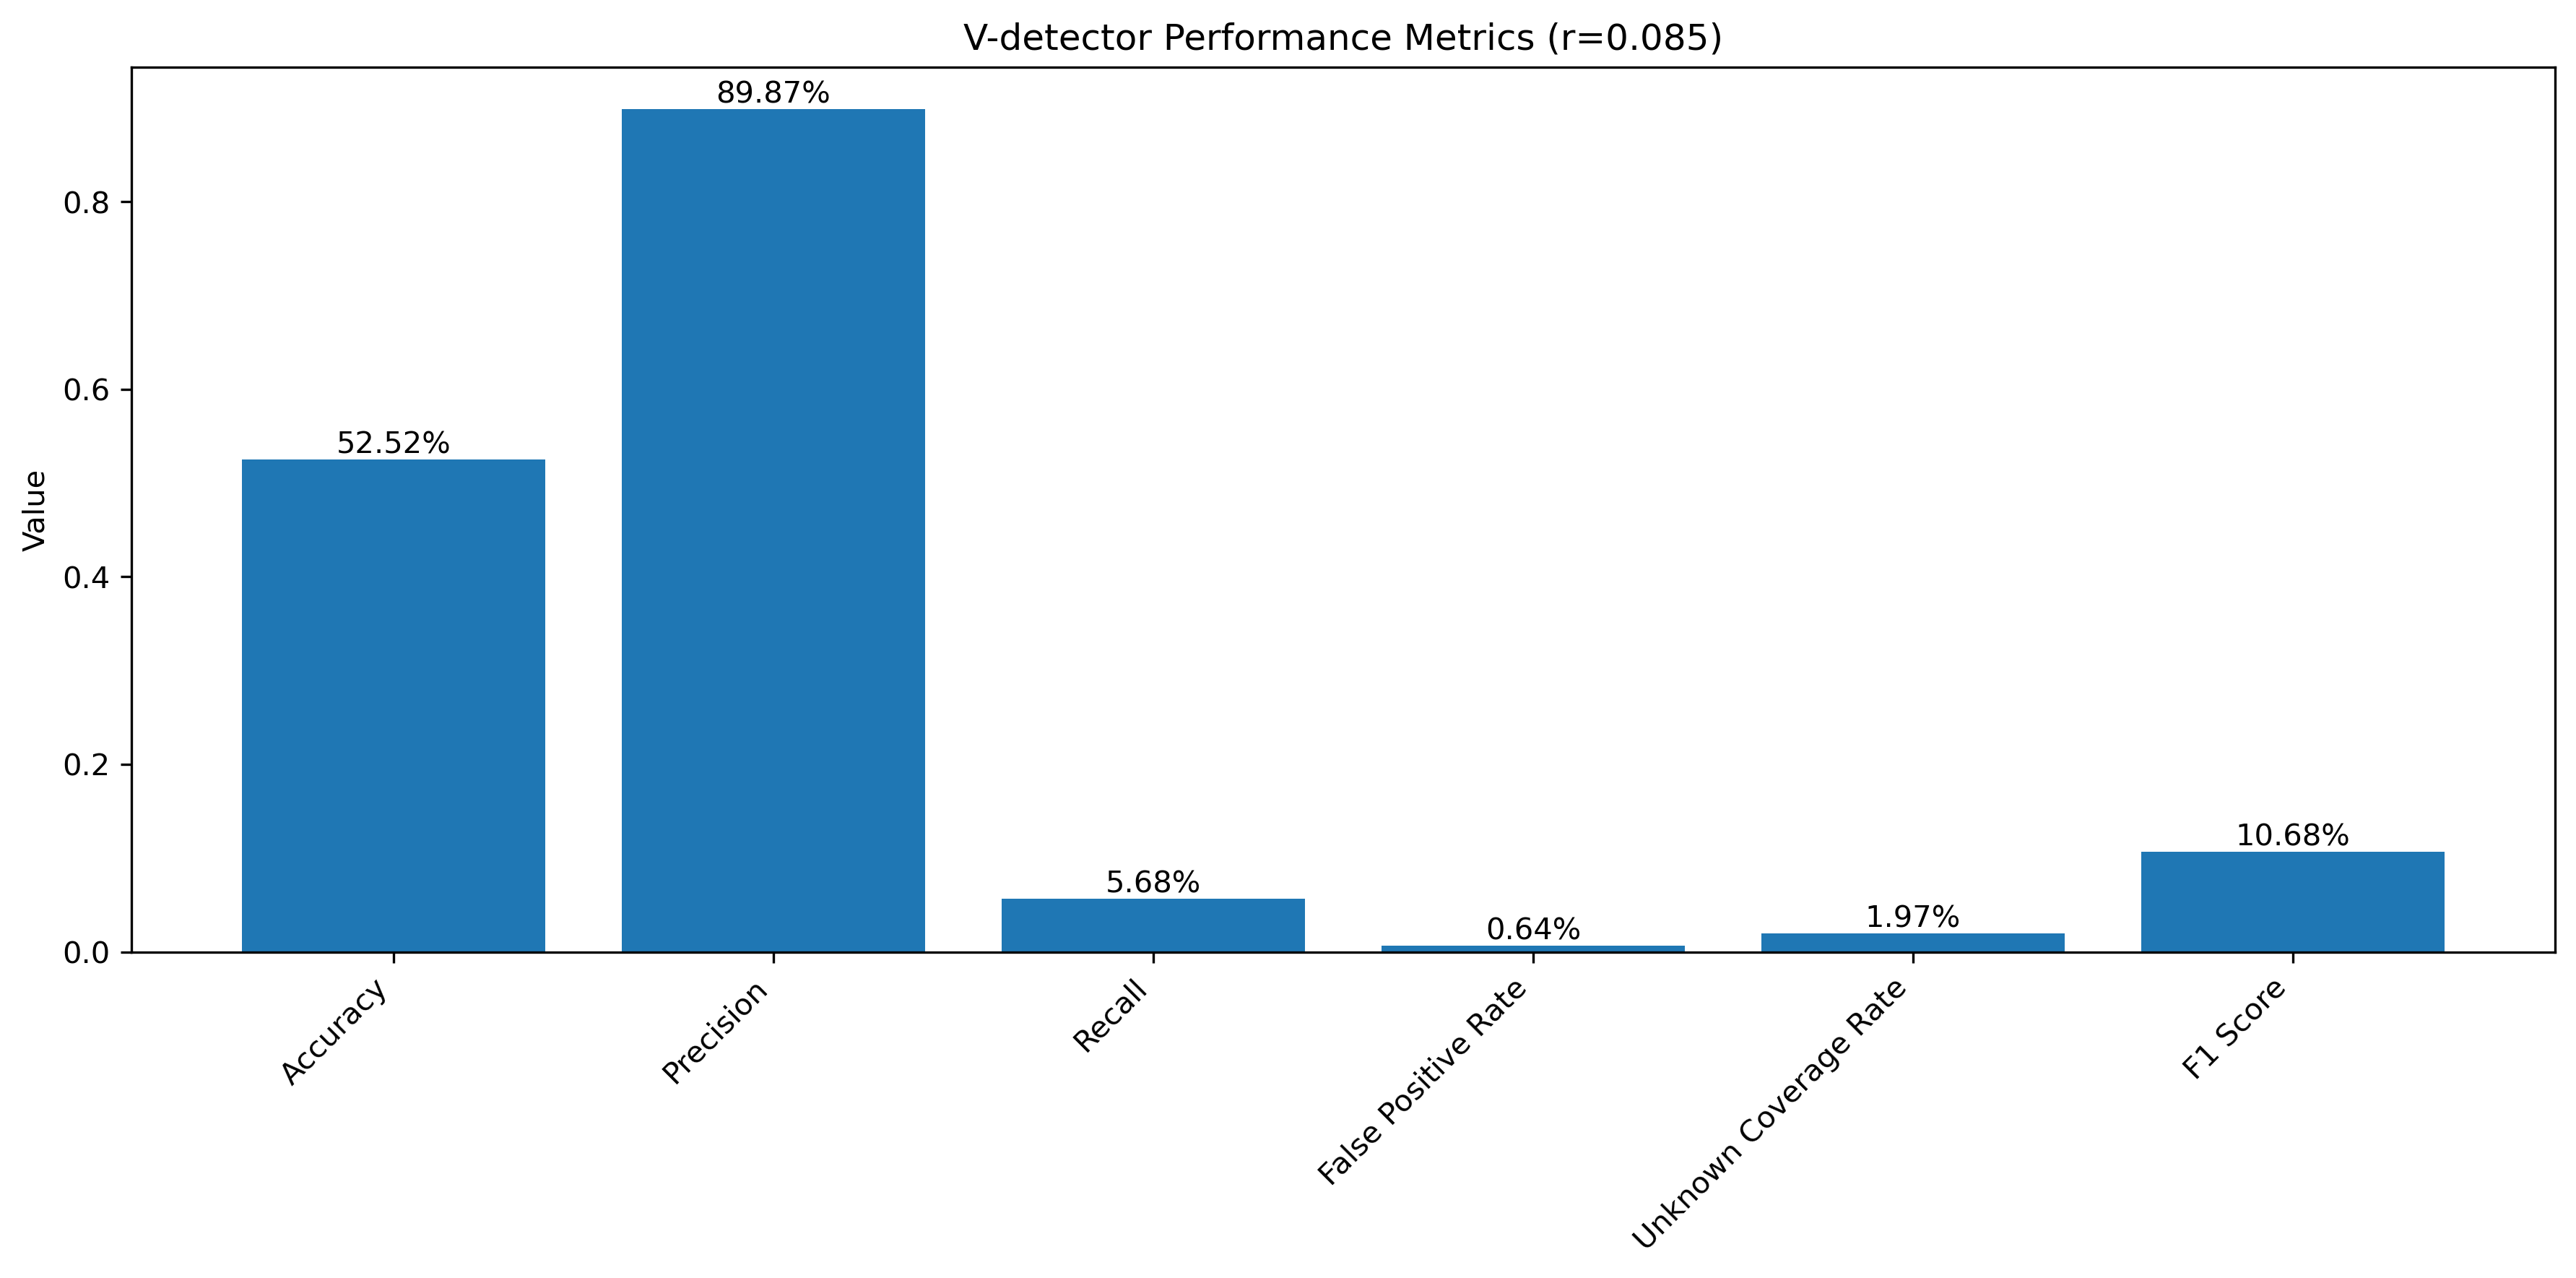 V-detector Performance Metrics (r=0.085)
Value
0.8
0.6
0.4
0.2
0.0
52.52%
89.87%
5.68%
0.64%
1.97%
10.68%
Accuracy
Precision
Recall
False Positive Rate
Unknown Coverage Rate
F1 Score